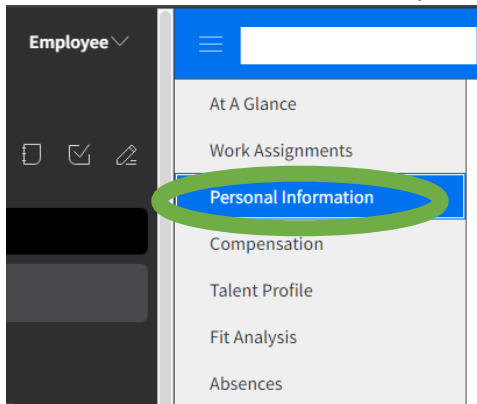 Employee
At A Glance
Work Assignments
Personal Information
Compensation
Talent Profile
Fit Analysis
Absences